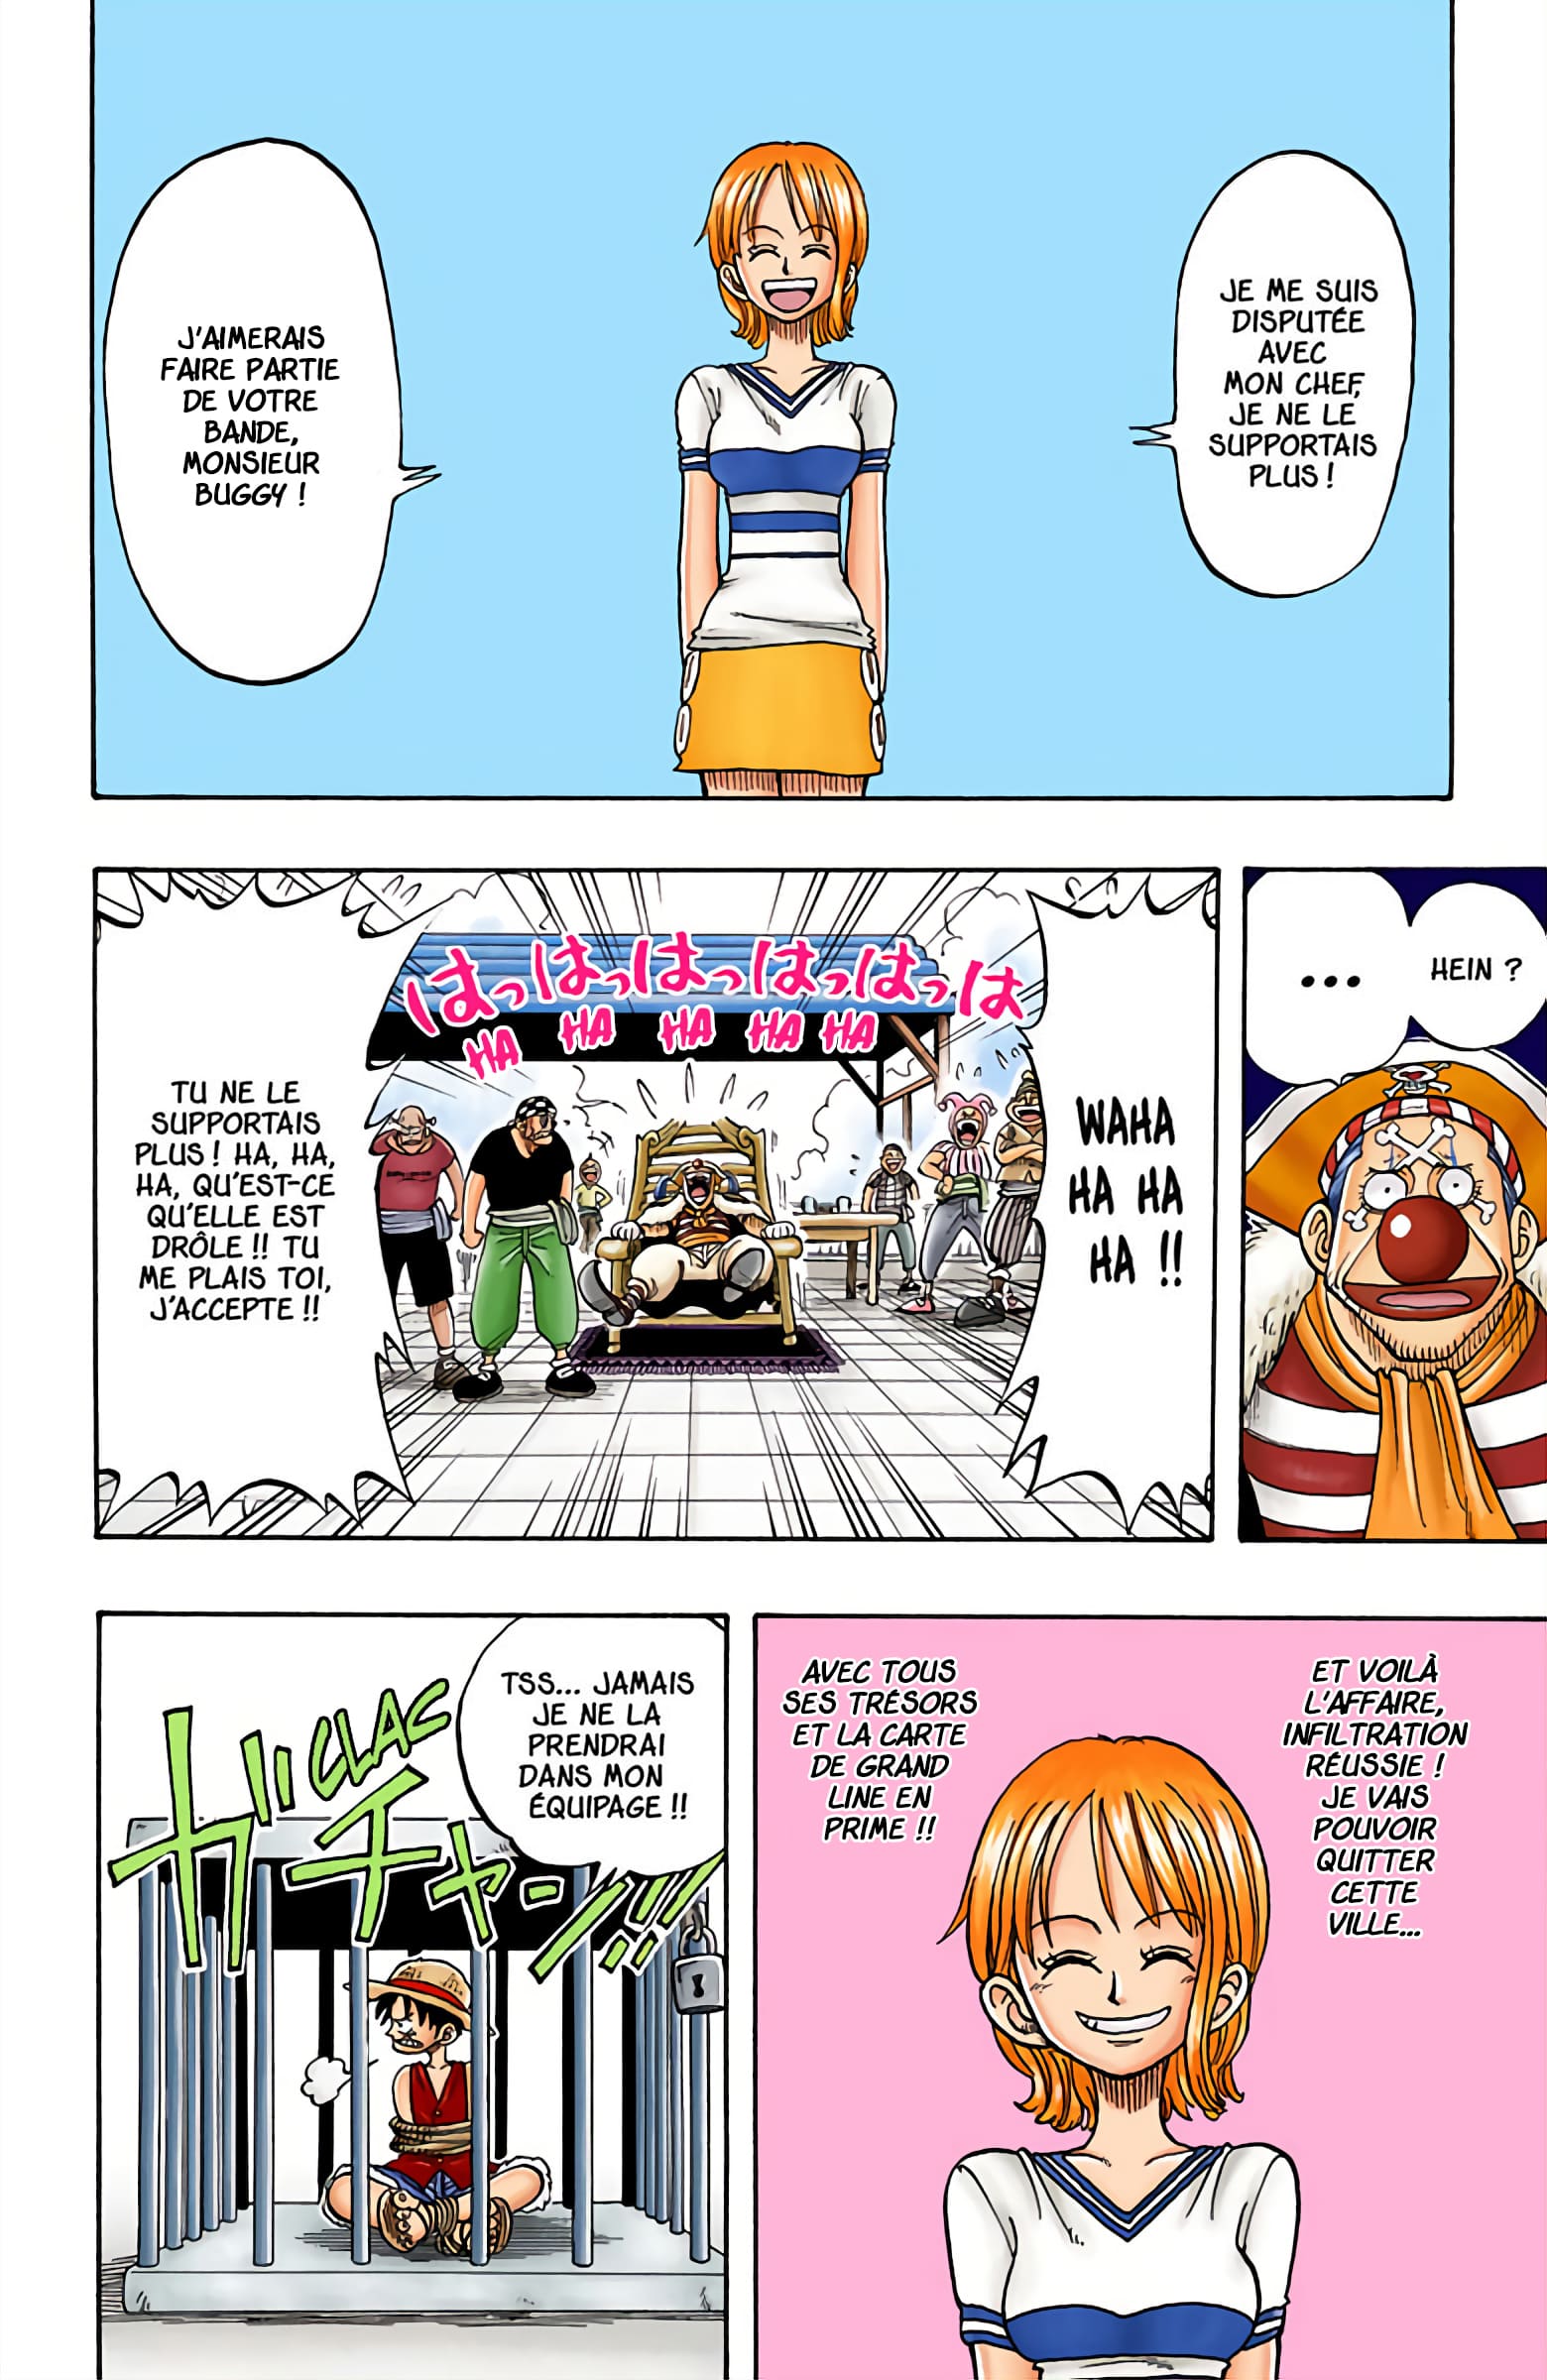 JE ME SUIS
DISPUTÉE
AVEC
MON CHEF,
JE NE LE
SUPPORTAIS
PLUS !
J'AIMERAIS
FAIRE PARTIE
DE VOTRE
BANDE,
MONSIEUR
BUGGY !
HEIN ?
...
WAHA
HA HA
HA !!
はっはっはっはっはっは
HA HA HA HA HA
TU NE LE
SUPPORTAIS
PLUS ! HA, HA,
HA, QU'EST-CE
QU'ELLE EST
DRÔLE !! TU
ME PLAIS TOI,
J'ACCEPTE !!
ET VOILÀ
L'AFFAIRE,
INFILTRATION
RÉUSSIE !
JE VAIS
POUVOIR
QUITTER
CETTE
VILLE...
AVEC TOUS
SES TRÉSORS
ET LA CARTE
DE GRAND
LINE EN
PRIME !!
TSS... JAMAIS
JE NE LA
PRENDRAI
DANS MON
ÉQUIPAGE !!
CLAC
ガチャン!!!